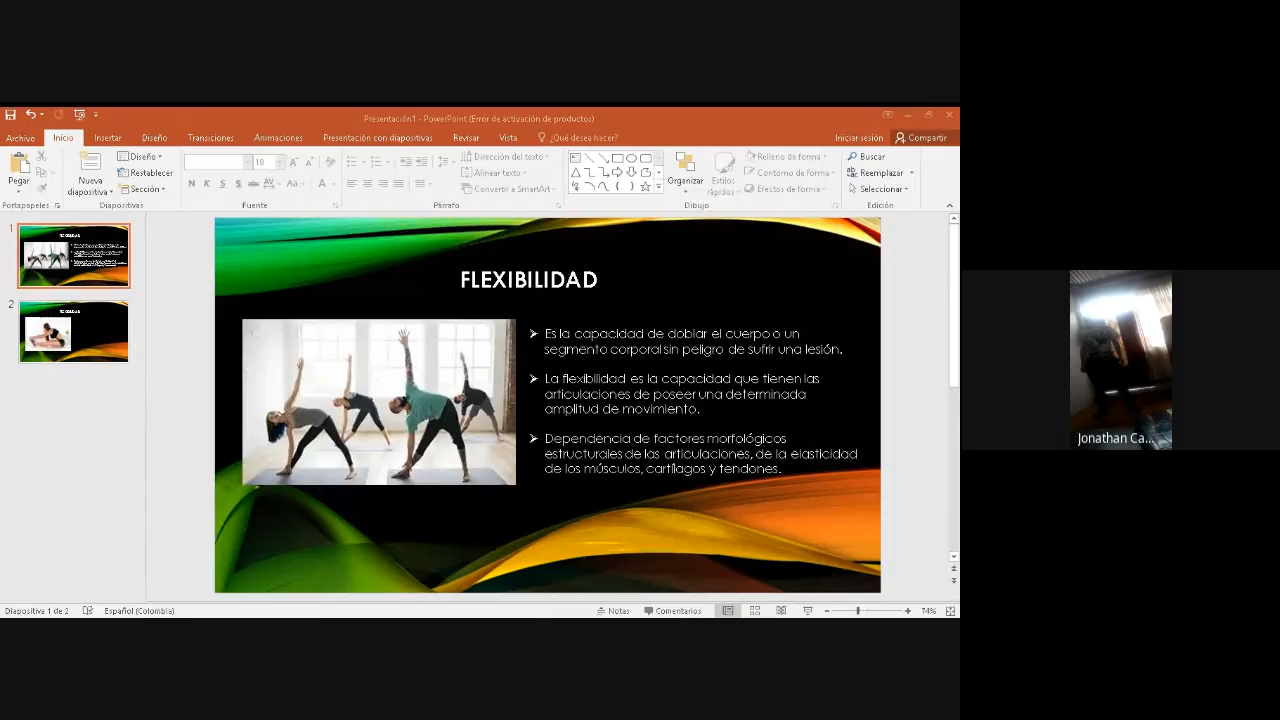 Presentación1 - PowerPoint (Error de activación de productos)
Archivo Inicio Insertar Diseño Transiciones Animaciones Presentación con diapositivas Revisar Vista ¿Qué desea hacer? Iniciar sesión Compartir
Pegar
Nueva diapositiva
Diseño
Restablecer
Sección
18
N K S S abc AV Aa A
Dirección del texto
Alinear texto
Convertir a SmartArt
Organizar
Estilos rápidos
Relleno de forma
Contorno de forma
Efectos de forma
Buscar
Reemplazar
Seleccionar
Portapapeles Diapositivas Fuente Párrafo Dibujo Edición
1
2
FLEXIBILIDAD
Es la capacidad de doblar el cuerpo o un
segmento corporal sin peligro de sufrir una lesión.
La flexibilidad es la capacidad que tienen las
articulaciones de poseer una determinada
amplitud de movimiento.
Dependencia de factores morfológicos
estructurales de las articulaciones, de la elasticidad
de los músculos, cartílagos y tendones.
Jonathan Ca...
Diapositiva 1 de 2 Español (Colombia) Notas Comentarios 74%